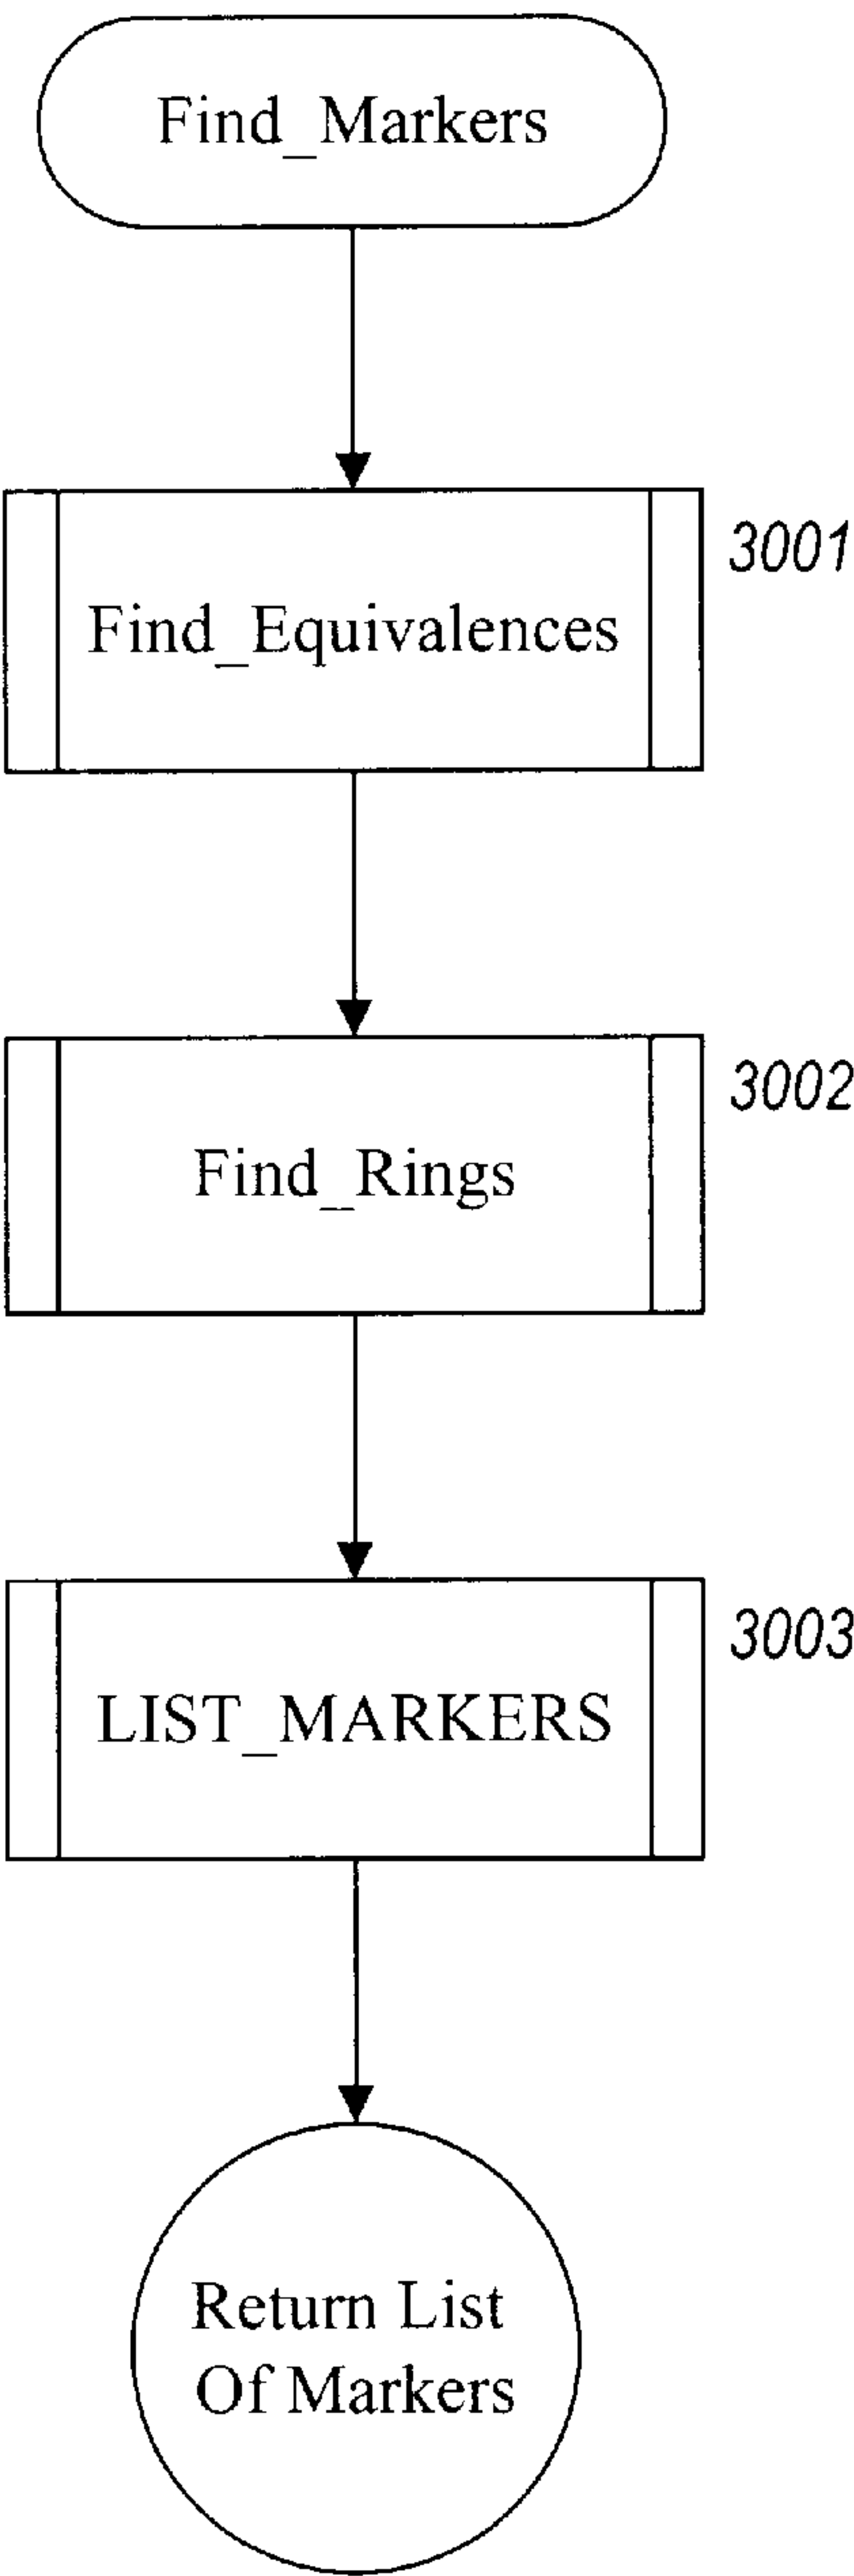 Find_Markers
3001
Find_Equivalences
3002
Find_Rings
3003
LIST_MARKERS
Return List
Of Markers